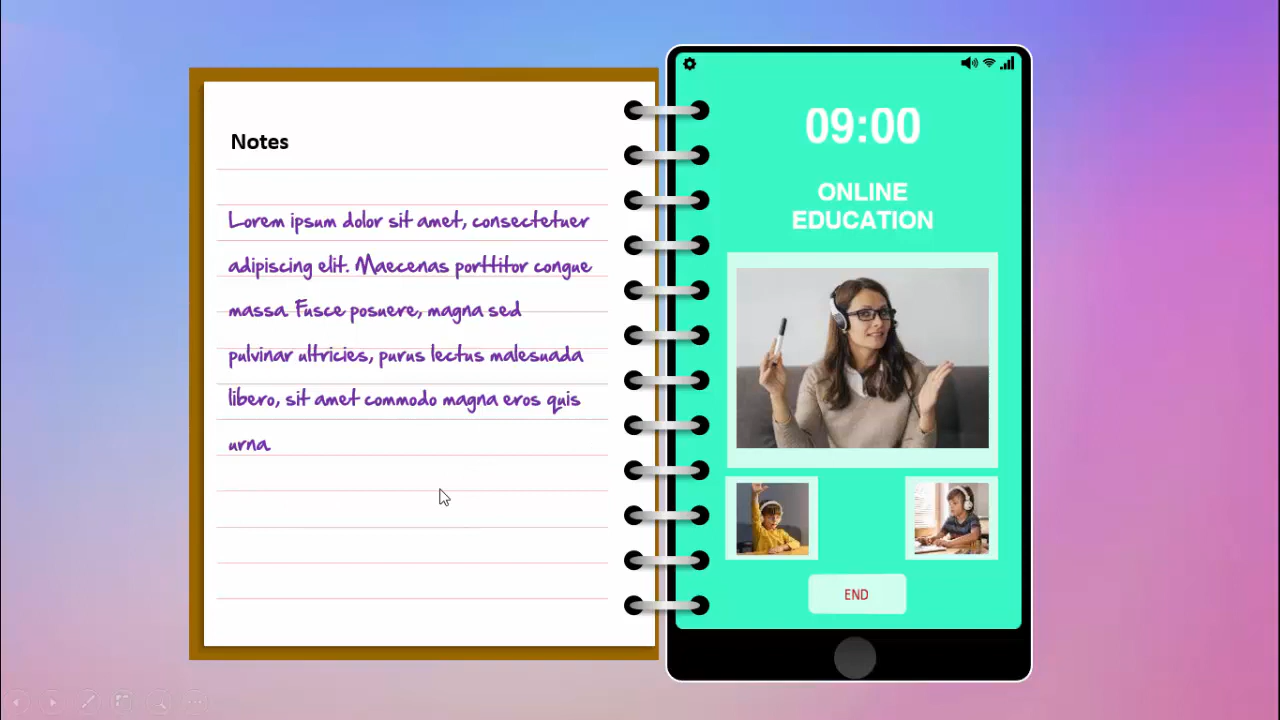 Notes
Lorem ipsum dolor sit amet, consectetuer
adipiscing elit. Maecenas porttitor congue
massa. Fusce posuere, magna sed
pulvinar ultricies, purus lectus malesuada
libero, sit amet commodo magna eros quis
urna
09:00
ONLINE
EDUCATION
END